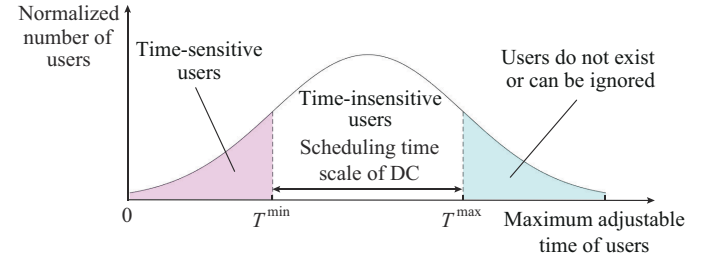 Normalized
number of
users
Time-sensitive
users
Users do not exist
or can be ignored
Time-insensitive
users
Scheduling time
scale of DC
0
T^min
T^max
Maximum adjustable
time of users